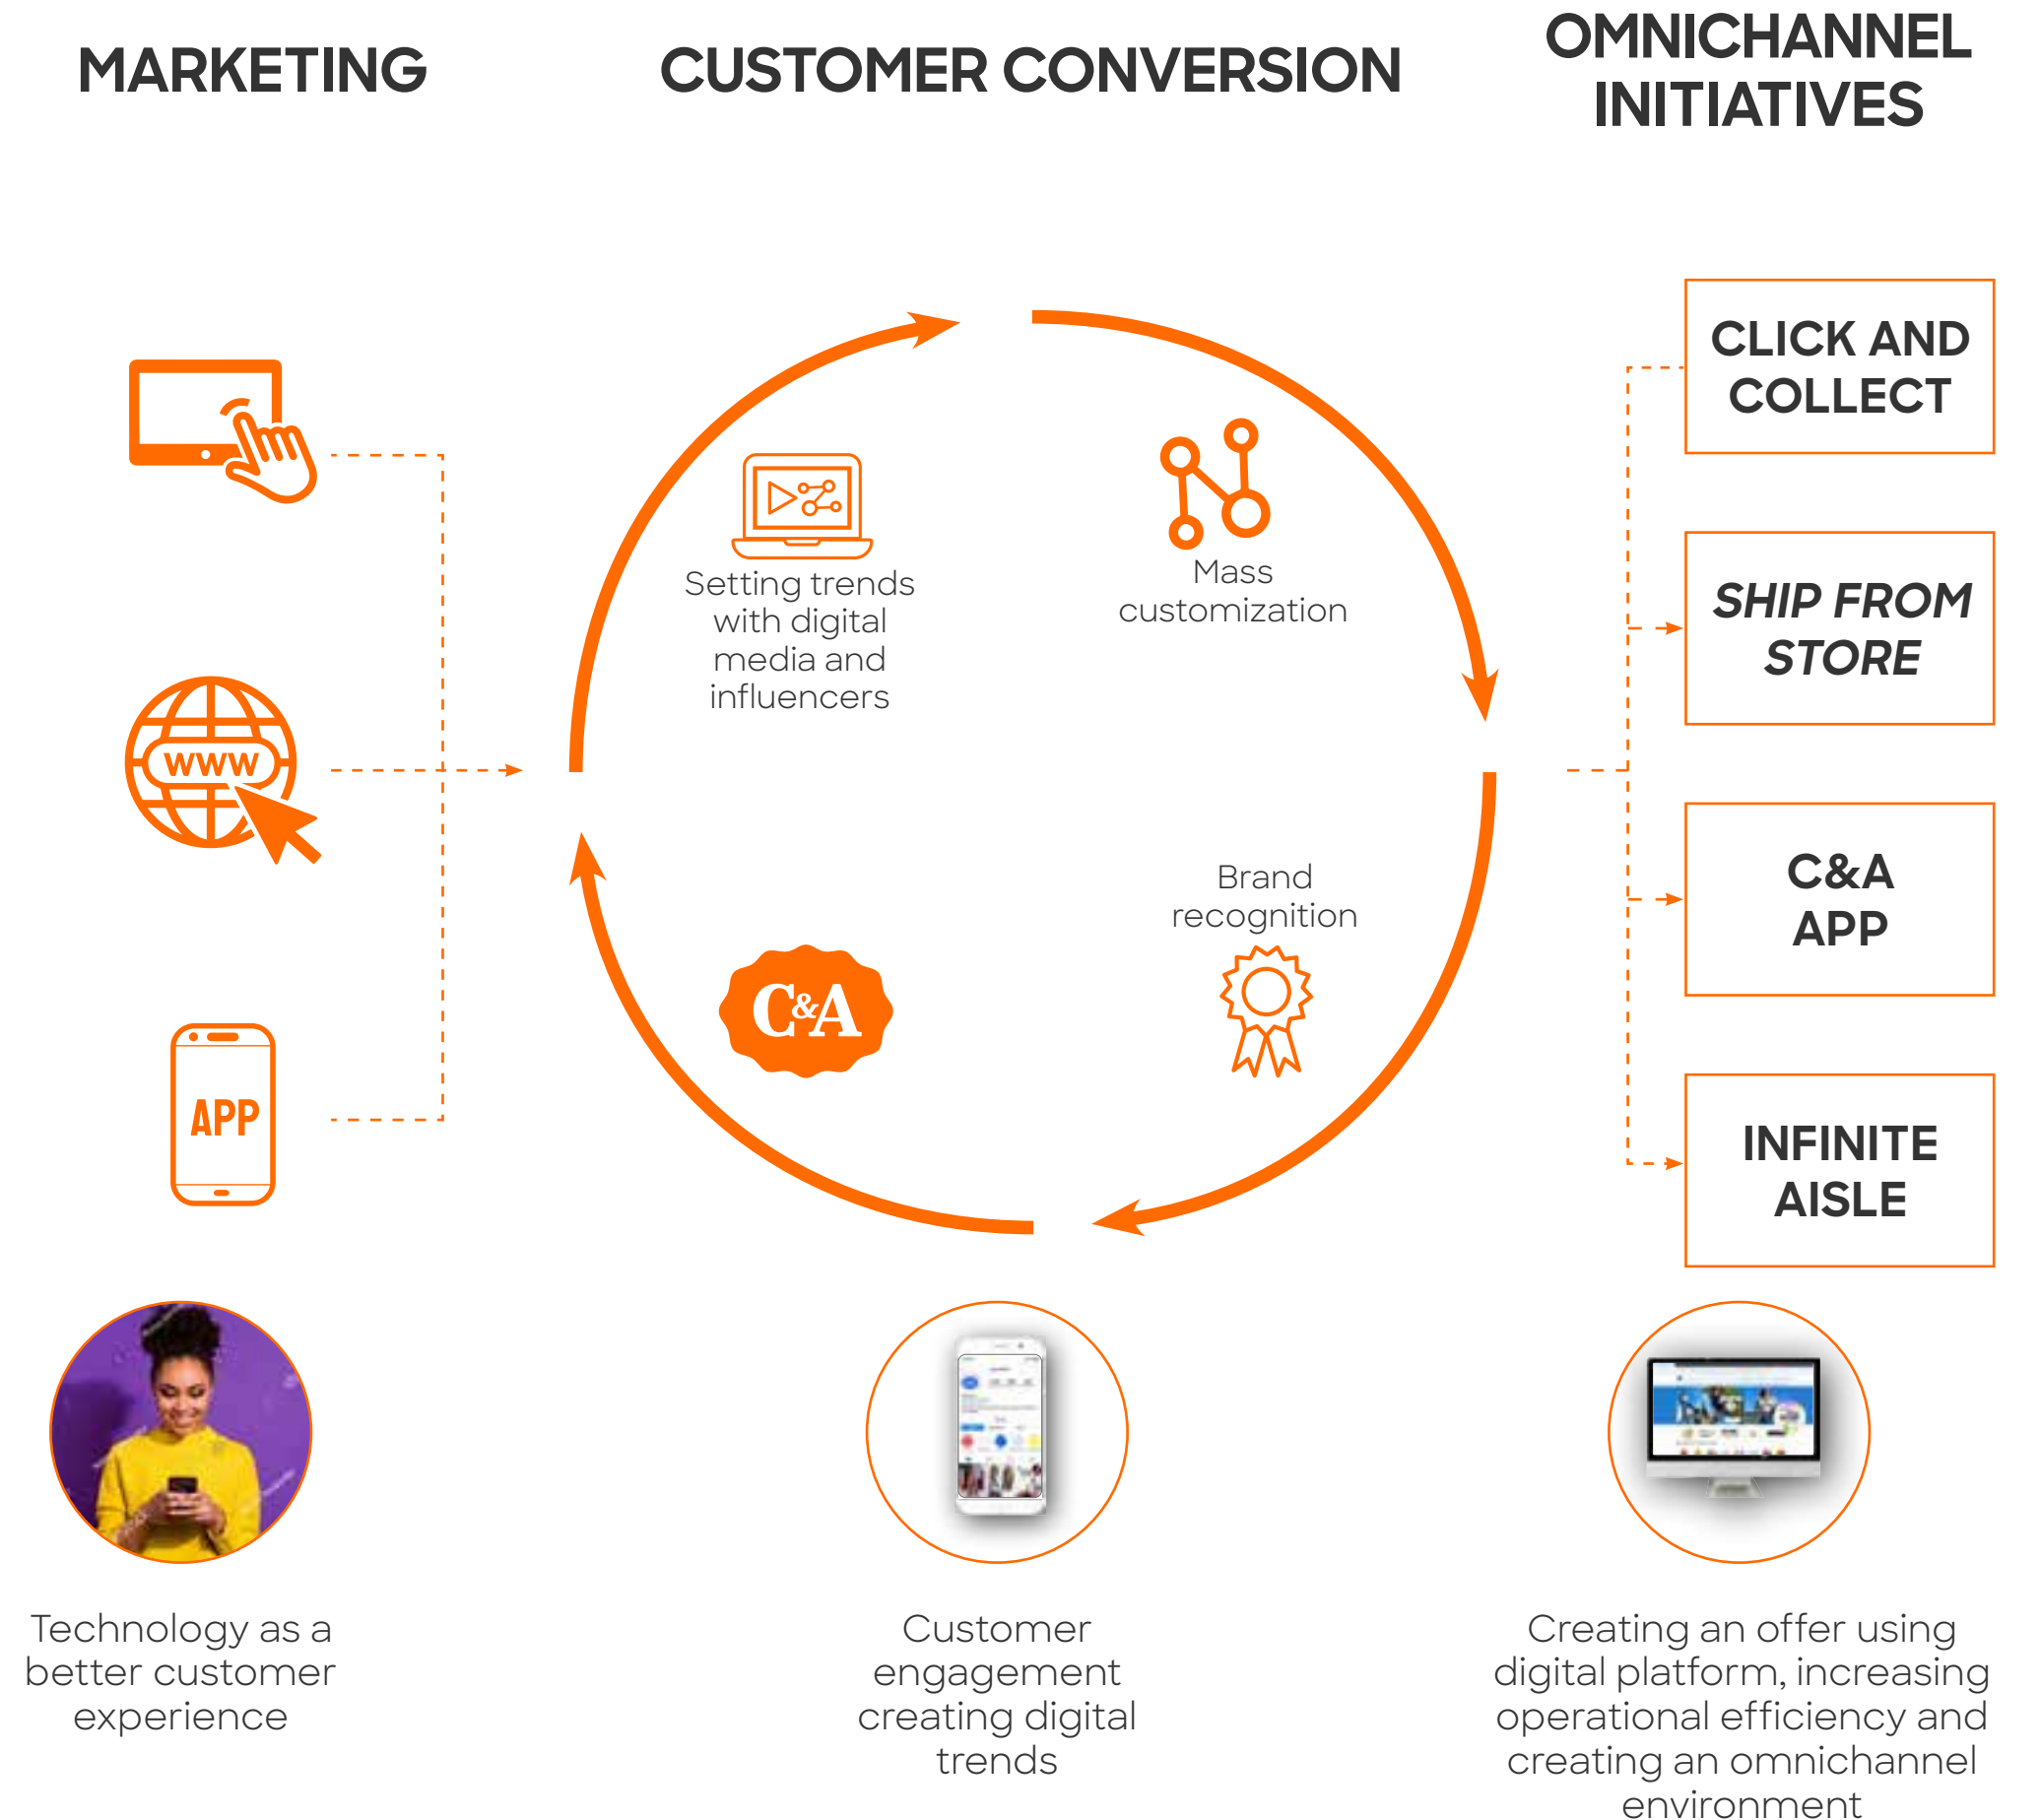 MARKETING
CUSTOMER CONVERSION
OMNICHANNEL
INITIATIVES
WWW
APP
Setting trends
with digital
media and
influencers
Mass
customization
Brand
recognition
C&A
CLICK AND
COLLECT
SHIP FROM
STORE
C&A
APP
INFINITE
AISLE
Technology as a
better customer
experience
Customer
engagement
creating digital
trends
Creating an offer using
digital platform, increasing
operational efficiency and
creating an omnichannel
environment